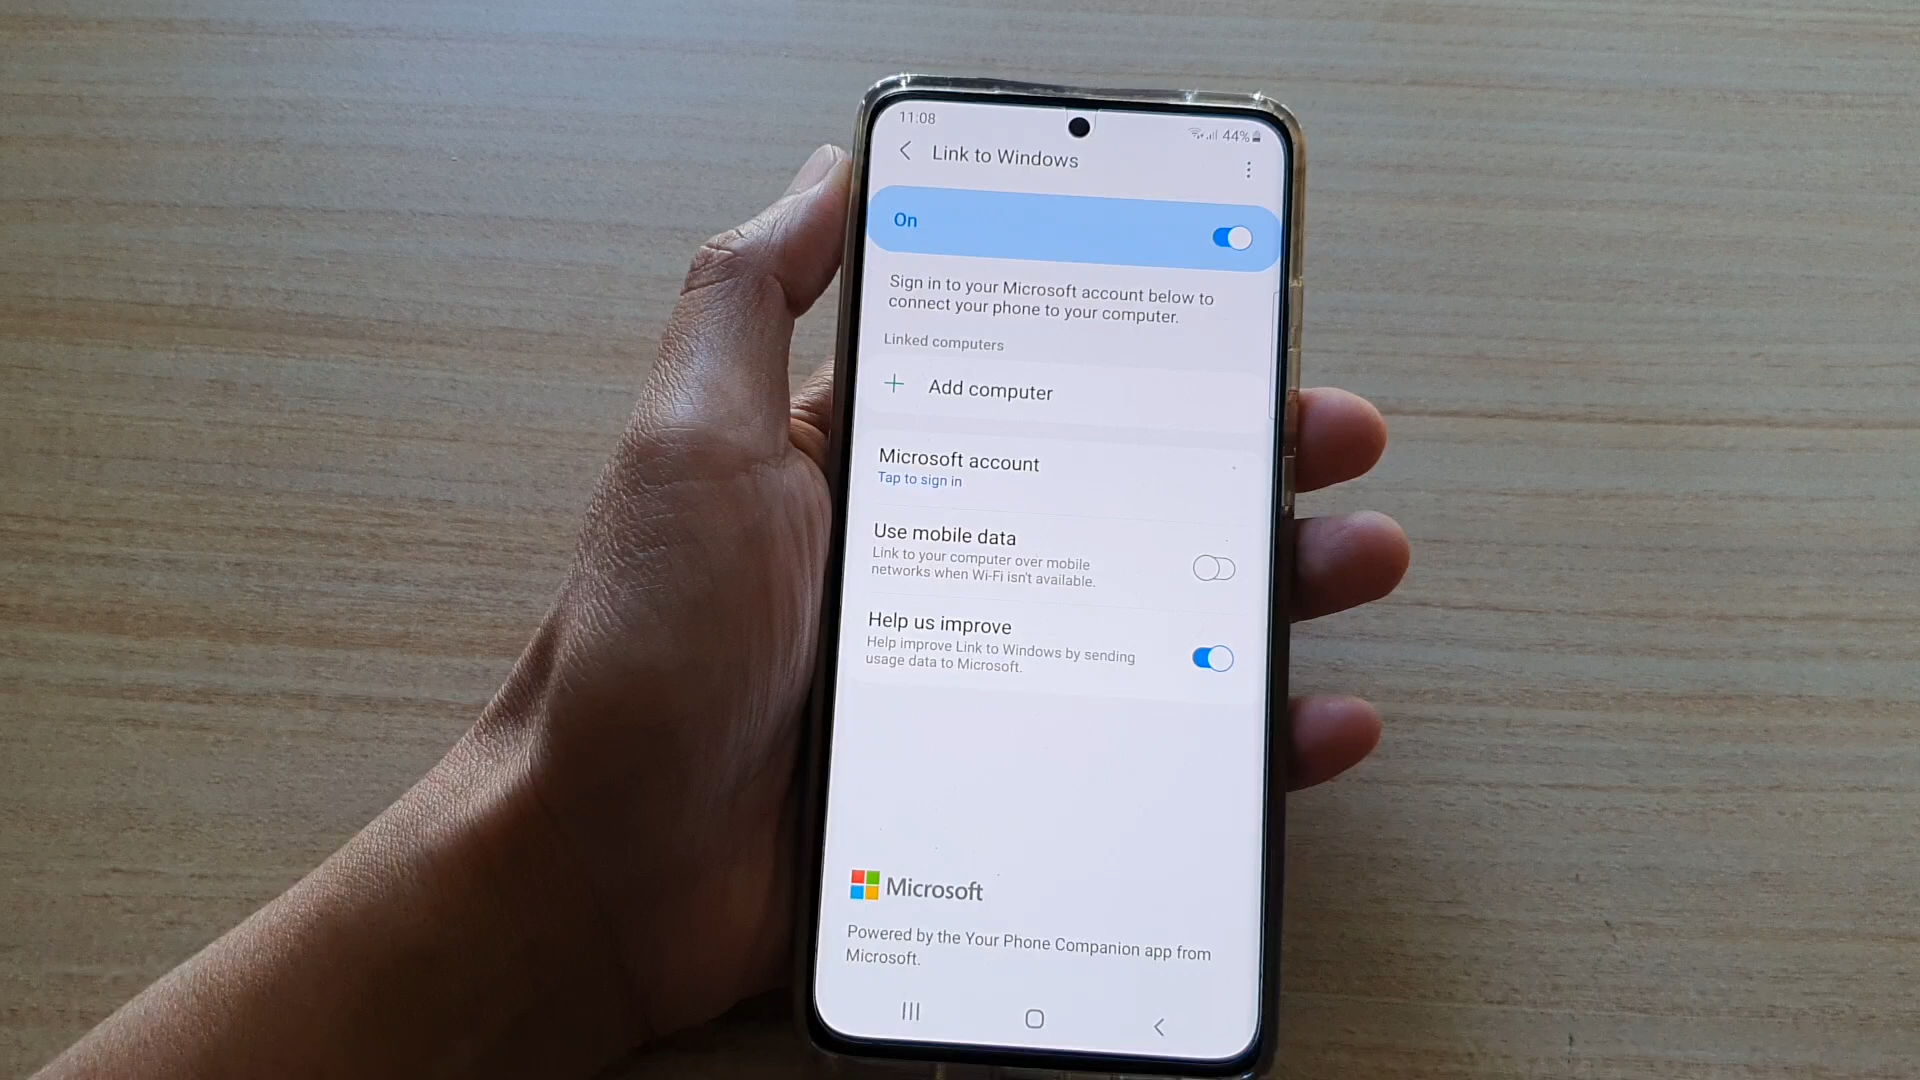 11:08
44%
Link to Windows
On
Sign in to your Microsoft account below to
connect your phone to your computer.
Linked computers
Add computer
Microsoft account
Tap to sign in
Use mobile data
Link to your computer over mobile
networks when Wi-Fi isn't available.
Help us improve
Help improve Link to Windows by sending
usage data to Microsoft.
Microsoft
Powered by the Your Phone Companion app from
Microsoft.